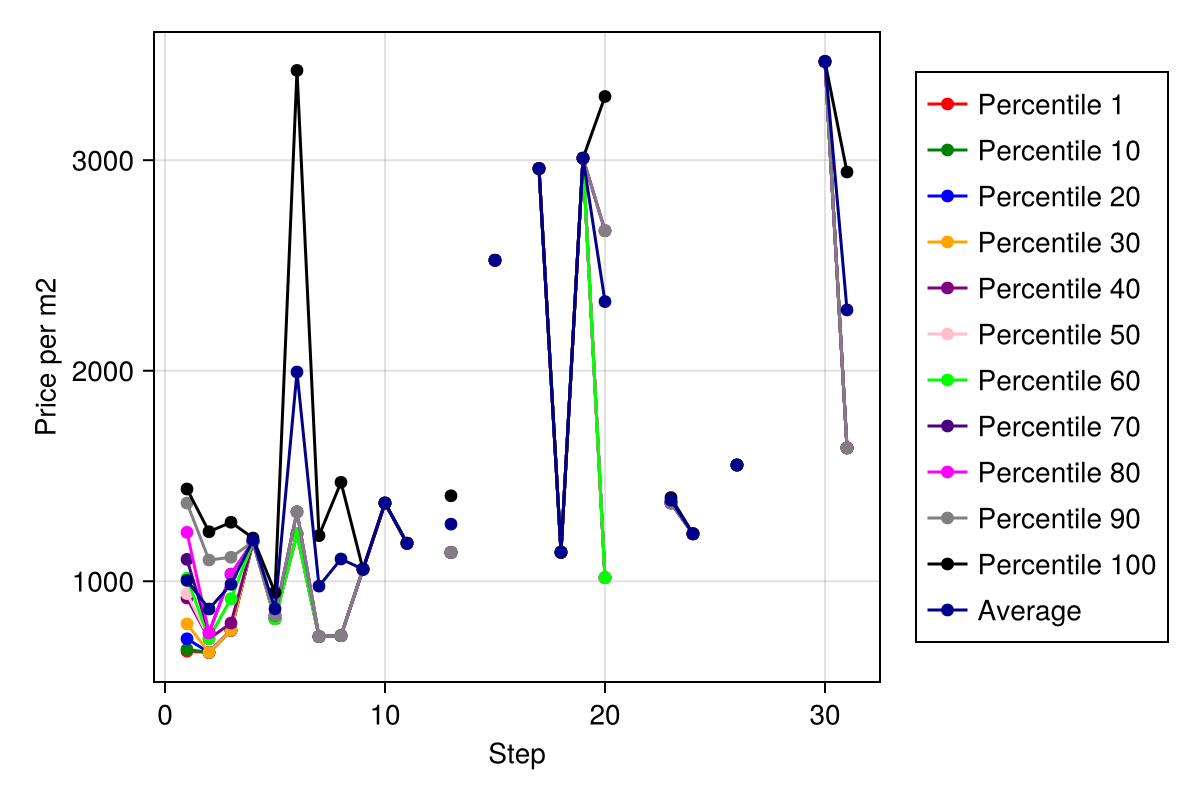 Price per m2
3000
2000
1000
0
10
20
30
Step
Percentile 1
Percentile 10
Percentile 20
Percentile 30
Percentile 40
Percentile 50
Percentile 60
Percentile 70
Percentile 80
Percentile 90
Percentile 100
Average